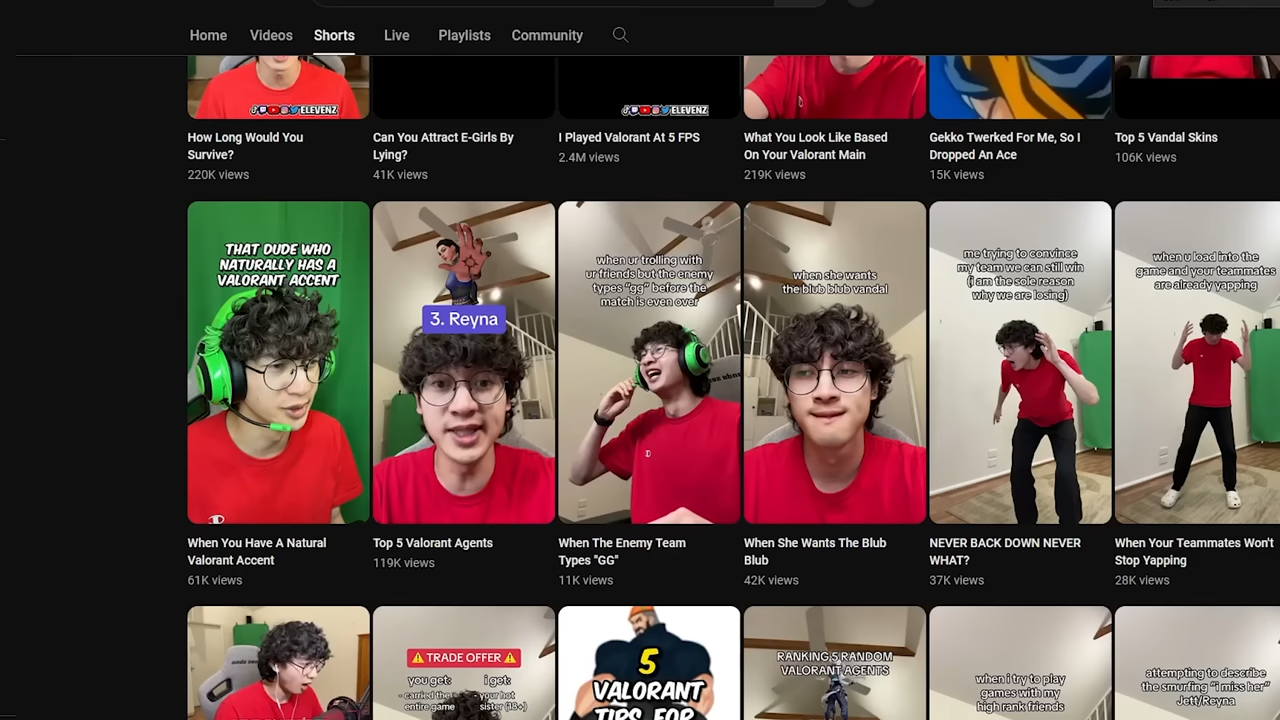 Home Videos Shorts Live Playlists Community
ELEVENZ
ELEVENZ
How Long Would You
Survive?
220K views
Can You Attract E-Girls By
Lying?
41K views
I Played Valorant At 5 FPS
2.4M views
What You Look Like Based
On Your Valorant Main
219K views
Gekko Twerked For Me, So I
Dropped An Ace
15K views
Top 5 Vandal Skins
106K views
THAT DUDE WHO
NATURALLY HAS A
VALORANT ACCENT
3. Reyna
when ur trolling with
ur friends but the enemy
types "gg" before the
match is even over
when she wants
the blub blub vandal
me trying to convince
my team we can still win
(i am the sole reason
why we are losing)
when u load into the
game and your teammates
are already yapping
When You Have A Natural
Valorant Accent
61K views
Top 5 Valorant Agents
119K views
When The Enemy Team
Types "GG"
11K views
When She Wants The Blub
Blub
42K views
NEVER BACK DOWN NEVER
WHAT?
37K views
When Your Teammates Won't
Stop Yapping
28K views
⚠️ TRADE OFFER ⚠️
you get: i get:
- carried the
entire game
your hot
sister (18+)
5
VALORANT
TIPS FOR
RANKING 5 RANDOM
VALORANT AGENTS
when i try to play
games with my
high rank friends
attempting to describe
the smurfing "i miss her"
Jett/Reyna